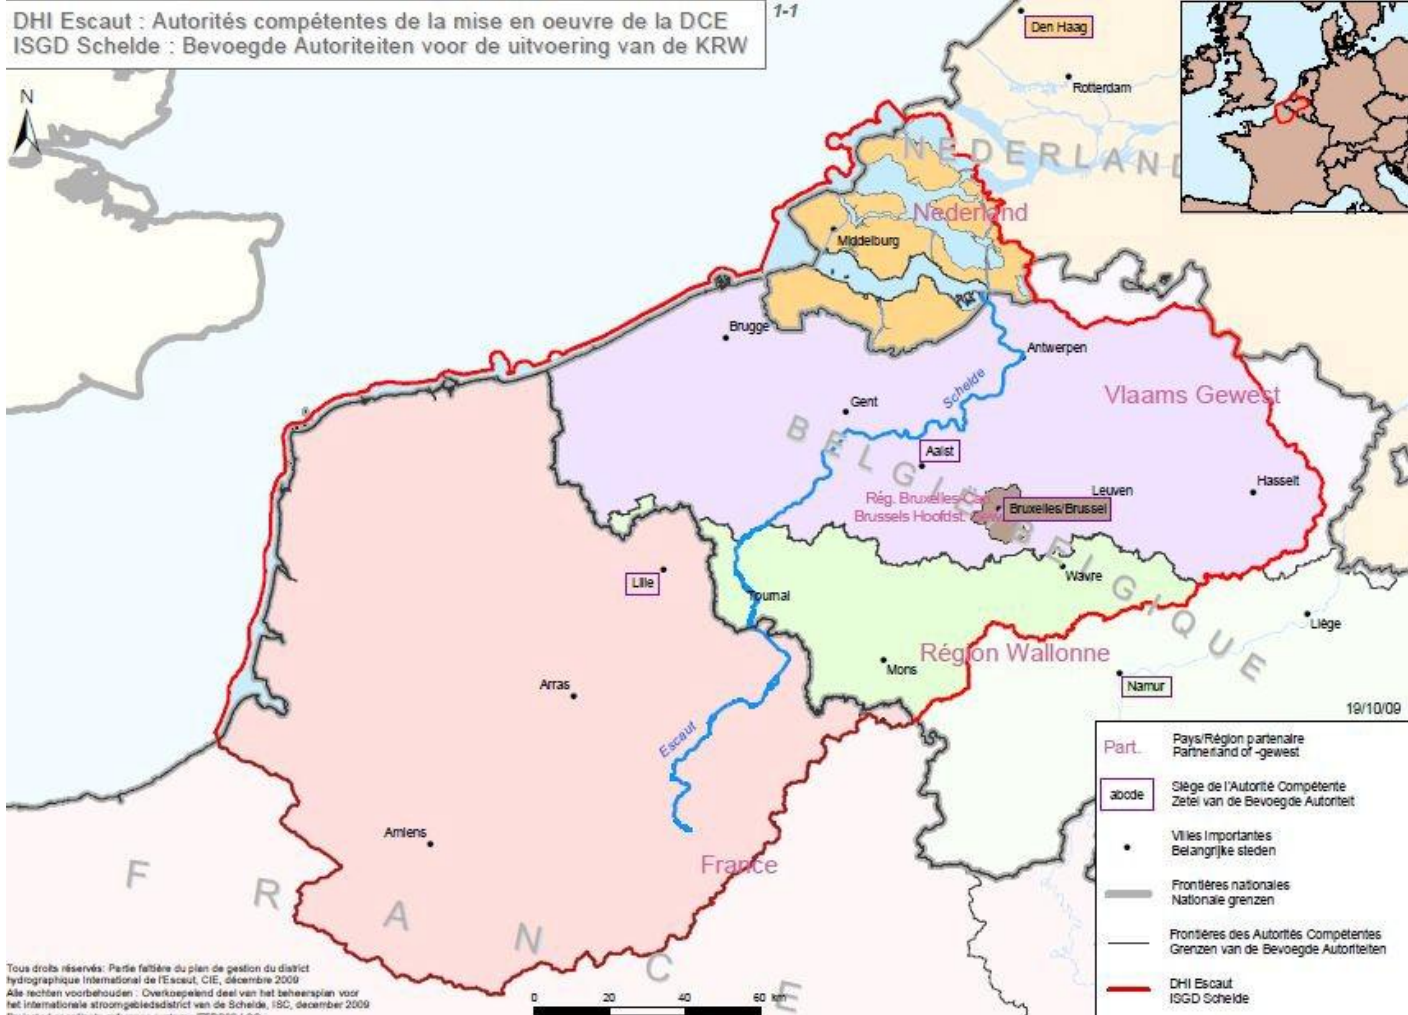 DHI Escaut : Autorités compétentes de la mise en oeuvre de la DCE
ISGD Schelde : Bevoegde Autoriteiten voor de uitvoering van de KRW
1-1
N
Den Haag
Rotterdam
NEDERLAND
Nederland
Middelburg
Brugge
Antwerpen
Schelde
Vlaams Gewest
Gent
BELGIË
Aalst
Leuven
Hasselt
Rég. Bruxelles-Cap.
Brussels Hoofdst.
Bruxelles/Brussel
BELGIQUE
Lille
Tournai
Wavre
Liège
Région Wallonne
Mons
Namur
Arras
Escaut
Amiens
France
FRANCE
19/10/09
Part.
Pays/Région partenaire
Partnerland of -gewest
abcde
Siège de l'Autorité Compétente
Zetel van de Bevoegde Autoriteit
Villes Importantes
Belangrijke steden
Frontières nationales
Nationale grenzen
Frontières des Autorités Compétentes
Grenzen van de Bevoegde Autoriteiten
DHI Escaut
ISGD Schelde
Tous droits réservés: Partie faîtière du plan de gestion du district
hydrographique International de l'Escaut, CIE, décembre 2009
Alle rechten voorbehouden : Overkoepelend deel van het beheersplan voor
het internationale stroomgebiedsdistrict van de Schelde, ISC, december 2009
0 20 40 60 km